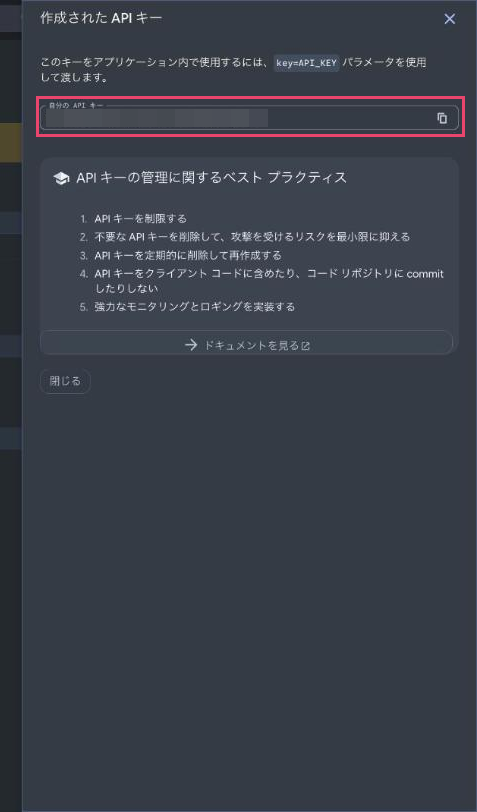 作成された API キー
このキーをアプリケーション内で使用するには、key=API_KEY パラメータを使用
して渡します。
自分の API キー
API キーの管理に関するベスト プラクティス
1. API キーを制限する
2. 不要な API キーを削除して、攻撃を受けるリスクを最小限に抑える
3. API キーを定期的に削除して再作成する
4. API キーをクライアント コードに含めたり、コード リポジトリに commit
したりしない
5. 強力なモニタリングとロギングを実装する
ドキュメントを見る
閉じる